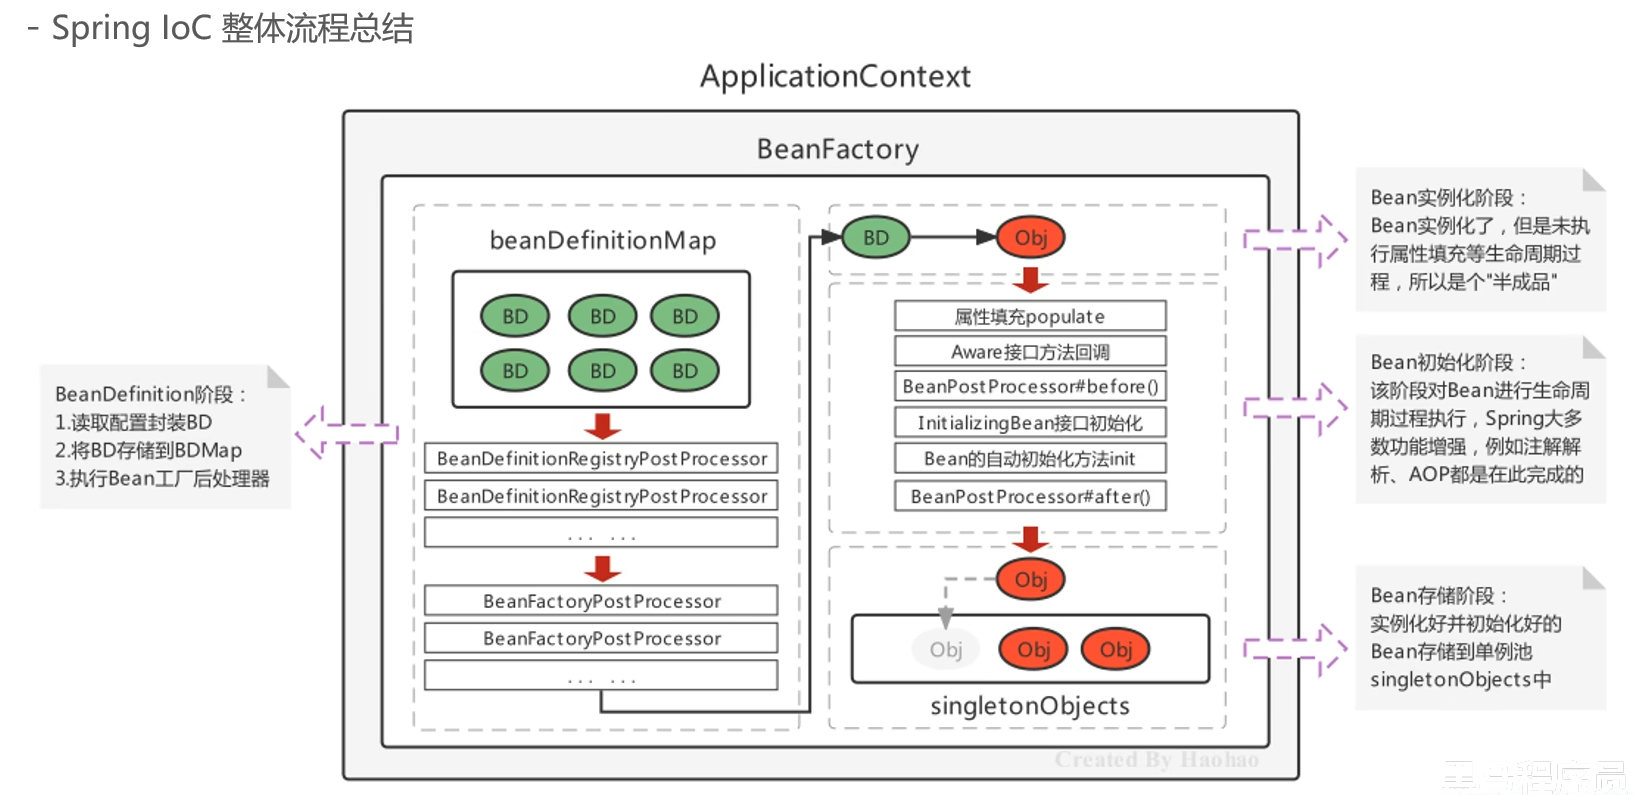 - Spring IoC 整体流程总结
ApplicationContext
BeanFactory
beanDefinitionMap
BD
BD
BD
BD
BD
BD
BeanDefinitionRegistryPostProcessor
BeanDefinitionRegistryPostProcessor
... ...
BeanFactoryPostProcessor
BeanFactoryPostProcessor
... ...
BeanDefinition阶段：
1.读取配置封装BD
2.将BD存储到BDMap
3.执行Bean工厂后处理器
BD
Obj
属性填充populate
Aware接口方法回调
BeanPostProcessor#before()
InitializingBean接口初始化
Bean的自动初始化方法init
BeanPostProcessor#after()
Obj
Obj
Obj
Obj
singletonObjects
Bean实例化阶段：
Bean实例化了，但是未执
行属性填充等生命周期过
程，所以是个"半成品"
Bean初始化阶段：
该阶段对Bean进行生命周
期过程执行，Spring大多
数功能增强，例如注解解
析、AOP都是在此完成的
Bean存储阶段：
实例化好并初始化好的
Bean存储到单例池
singletonObjects中
Created By Haohao